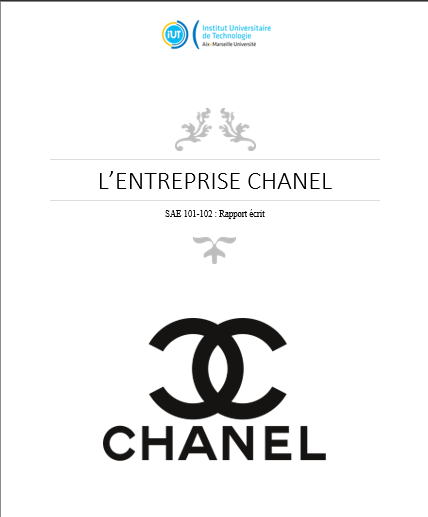 iUT
Institut Universitaire
de Technologie
Aix*Marseille Université
L'ENTREPRISE CHANEL
SAE 101-102 : Rapport écrit
CHANEL